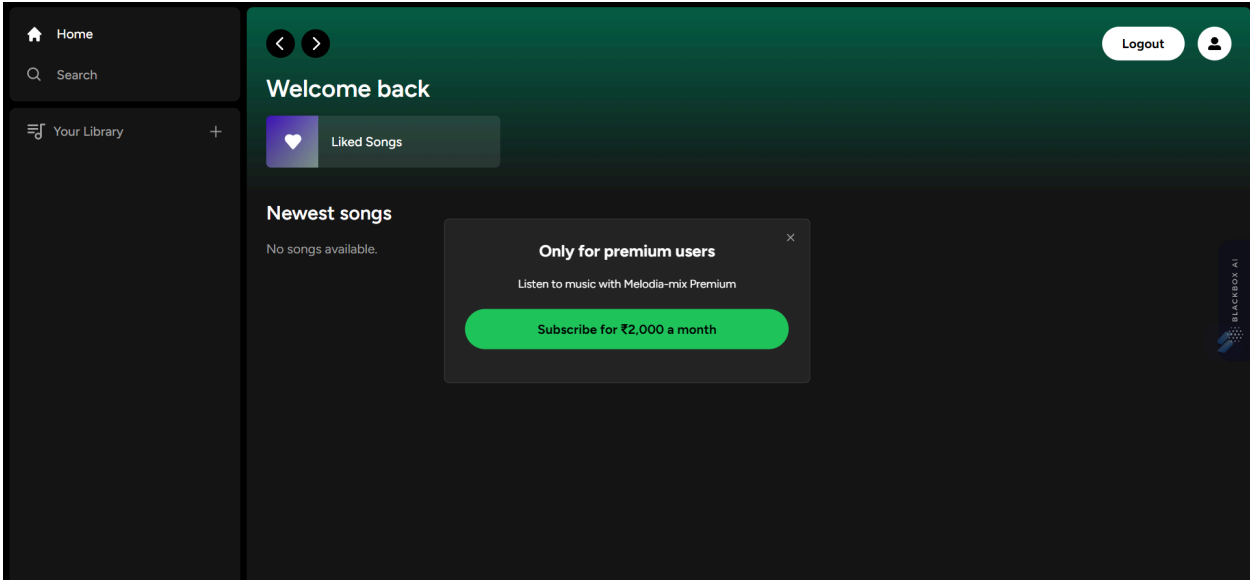 Home
Search
Your Library
Logout
Welcome back
Liked Songs
Newest songs
No songs available.
Only for premium users
Listen to music with Melodia-mix Premium
Subscribe for ₹2,000 a month
BLACKBOX AI